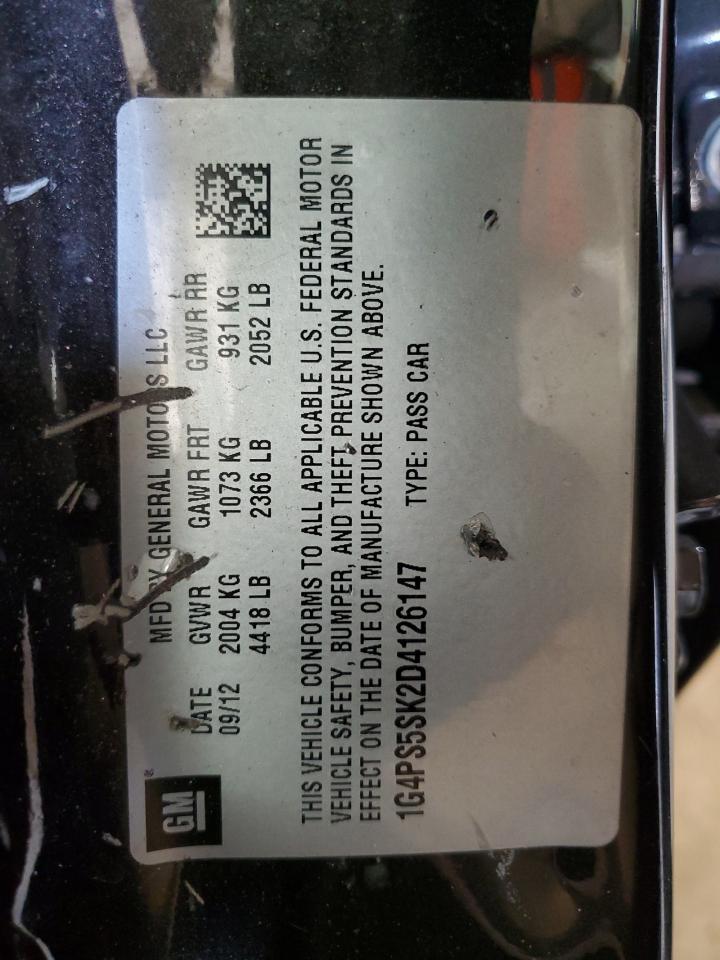 GM
MFD BY GENERAL MOTORS LLC
DATE GVWR GAWR FRT GAWR RR
09/12 2004 KG 1073 KG 931 KG
4418 LB 2366 LB 2052 LB
THIS VEHICLE CONFORMS TO ALL APPLICABLE U.S. FEDERAL MOTOR
VEHICLE SAFETY, BUMPER, AND THEFT PREVENTION STANDARDS IN
EFFECT ON THE DATE OF MANUFACTURE SHOWN ABOVE.
1G4PS5SK2D4126147 TYPE: PASS CAR